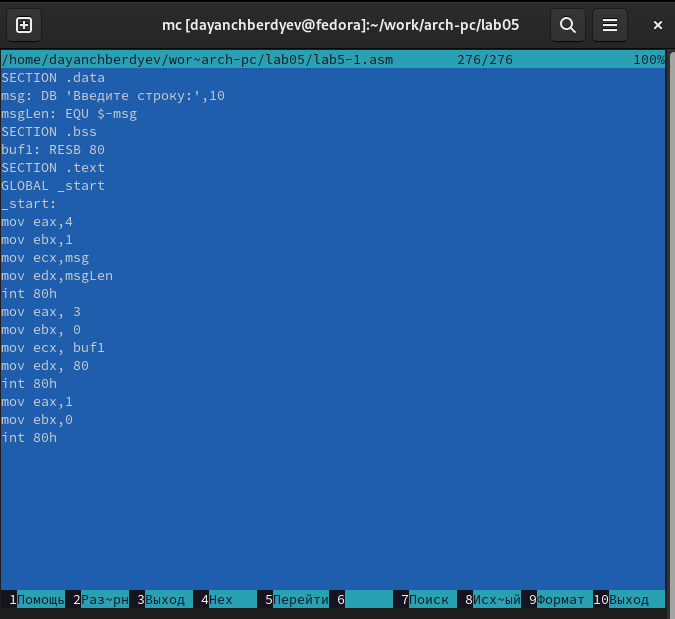 mc [dayanchberdyev@fedora]:~/work/arch-pc/lab05
/home/dayanchberdyev/wor~arch-pc/lab05/lab5-1.asm 276/276 100%
SECTION .data
msg: DB 'Введите строку:',10
msgLen: EQU $-msg
SECTION .bss
buf1: RESB 80
SECTION .text
GLOBAL _start
_start:
mov eax,4
mov ebx,1
mov ecx,msg
mov edx,msgLen
int 80h
mov eax, 3
mov ebx, 0
mov ecx, buf1
mov edx, 80
int 80h
mov eax,1
mov ebx,0
int 80h
1Помощь 2Раз~рн 3Выход 4Hex 5Перейти 6 7Поиск 8Исх~ый 9Формат 10Выход